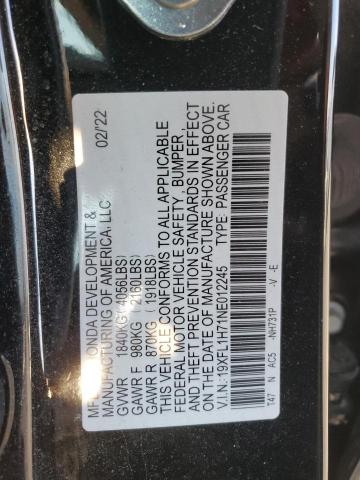 MFD BY HONDA DEVELOPMENT & 02/22
MANUFACTURING OF AMERICA, LLC
GVWR 1840KG (4056LBS)
GAWR F 980KG (2160LBS)
GAWR R 870KG (1918LBS)
THIS VEHICLE CONFORMS TO ALL APPLICABLE
FEDERAL MOTOR VEHICLE SAFETY, BUMPER,
AND THEFT PREVENTION STANDARDS IN EFFECT
ON THE DATE OF MANUFACTURE SHOWN ABOVE.
V.I.N.: 19XFL1H71NE012245 TYPE: PASSENGER CAR
T47 N AC5 -NH731P -V -E